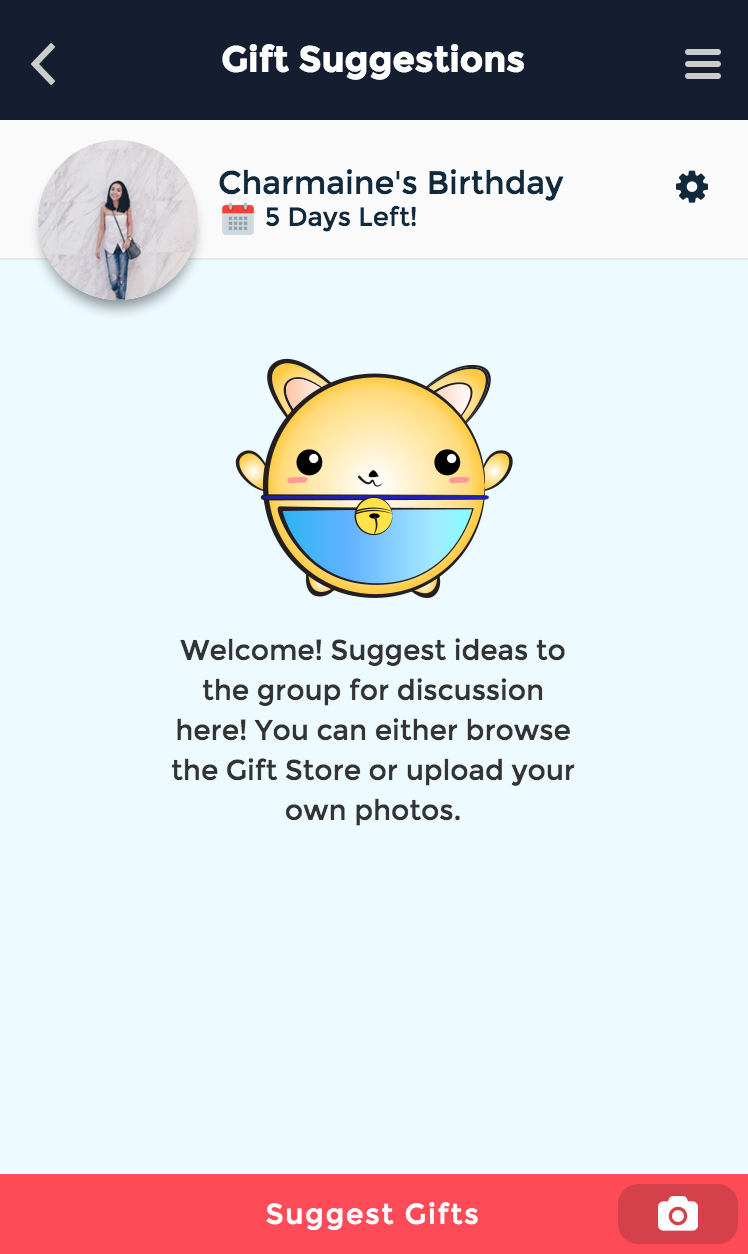 Gift Suggestions
Charmaine's Birthday
5 Days Left!
Welcome! Suggest ideas to
the group for discussion
here! You can either browse
the Gift Store or upload your
own photos.
Suggest Gifts